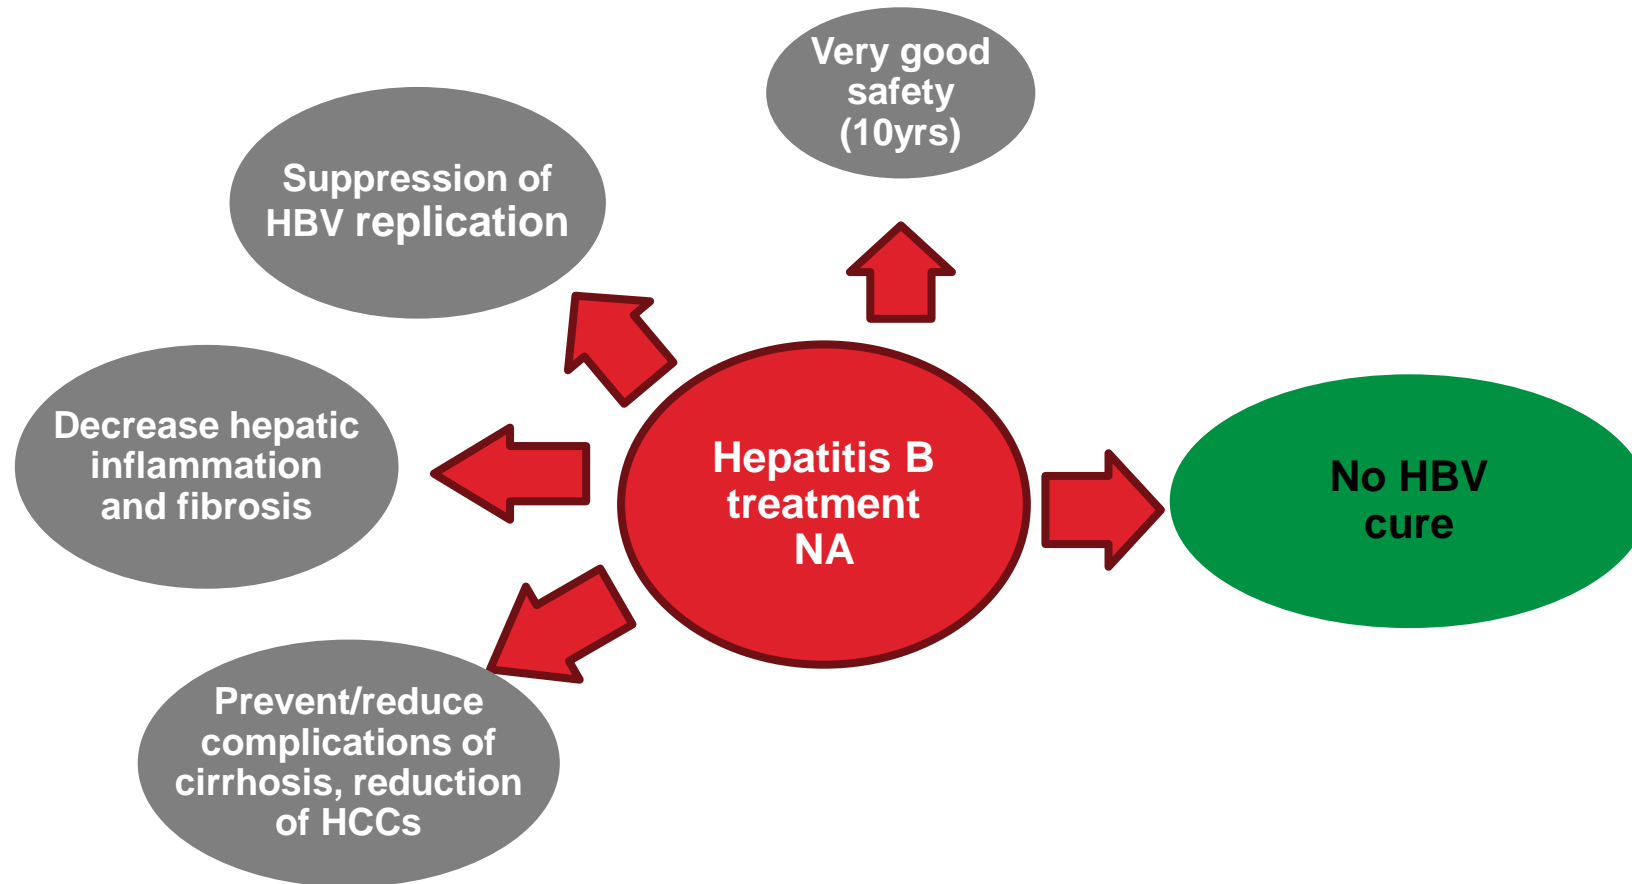 Very good
safety
(10yrs)
Suppression of
HBV replication
Decrease hepatic
inflammation
and fibrosis
Hepatitis B
treatment
NA
No HBV
cure
Prevent/reduce
complications of
cirrhosis, reduction
of HCCs